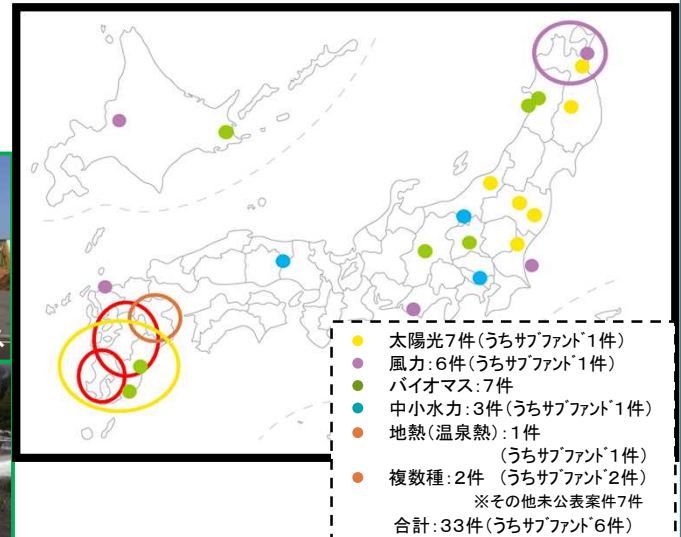 太陽光7件(うちサブファンド1件)
風力:6件(うちサブファンド1件)
バイオマス:7件
中小水力:3件(うちサブファンド1件)
地熱(温泉熱):1件
(うちサブファンド1件)
複数種:2件 (うちサブファンド2件)
※その他未公表案件7件
合計:33件(うちサブファンド6件)